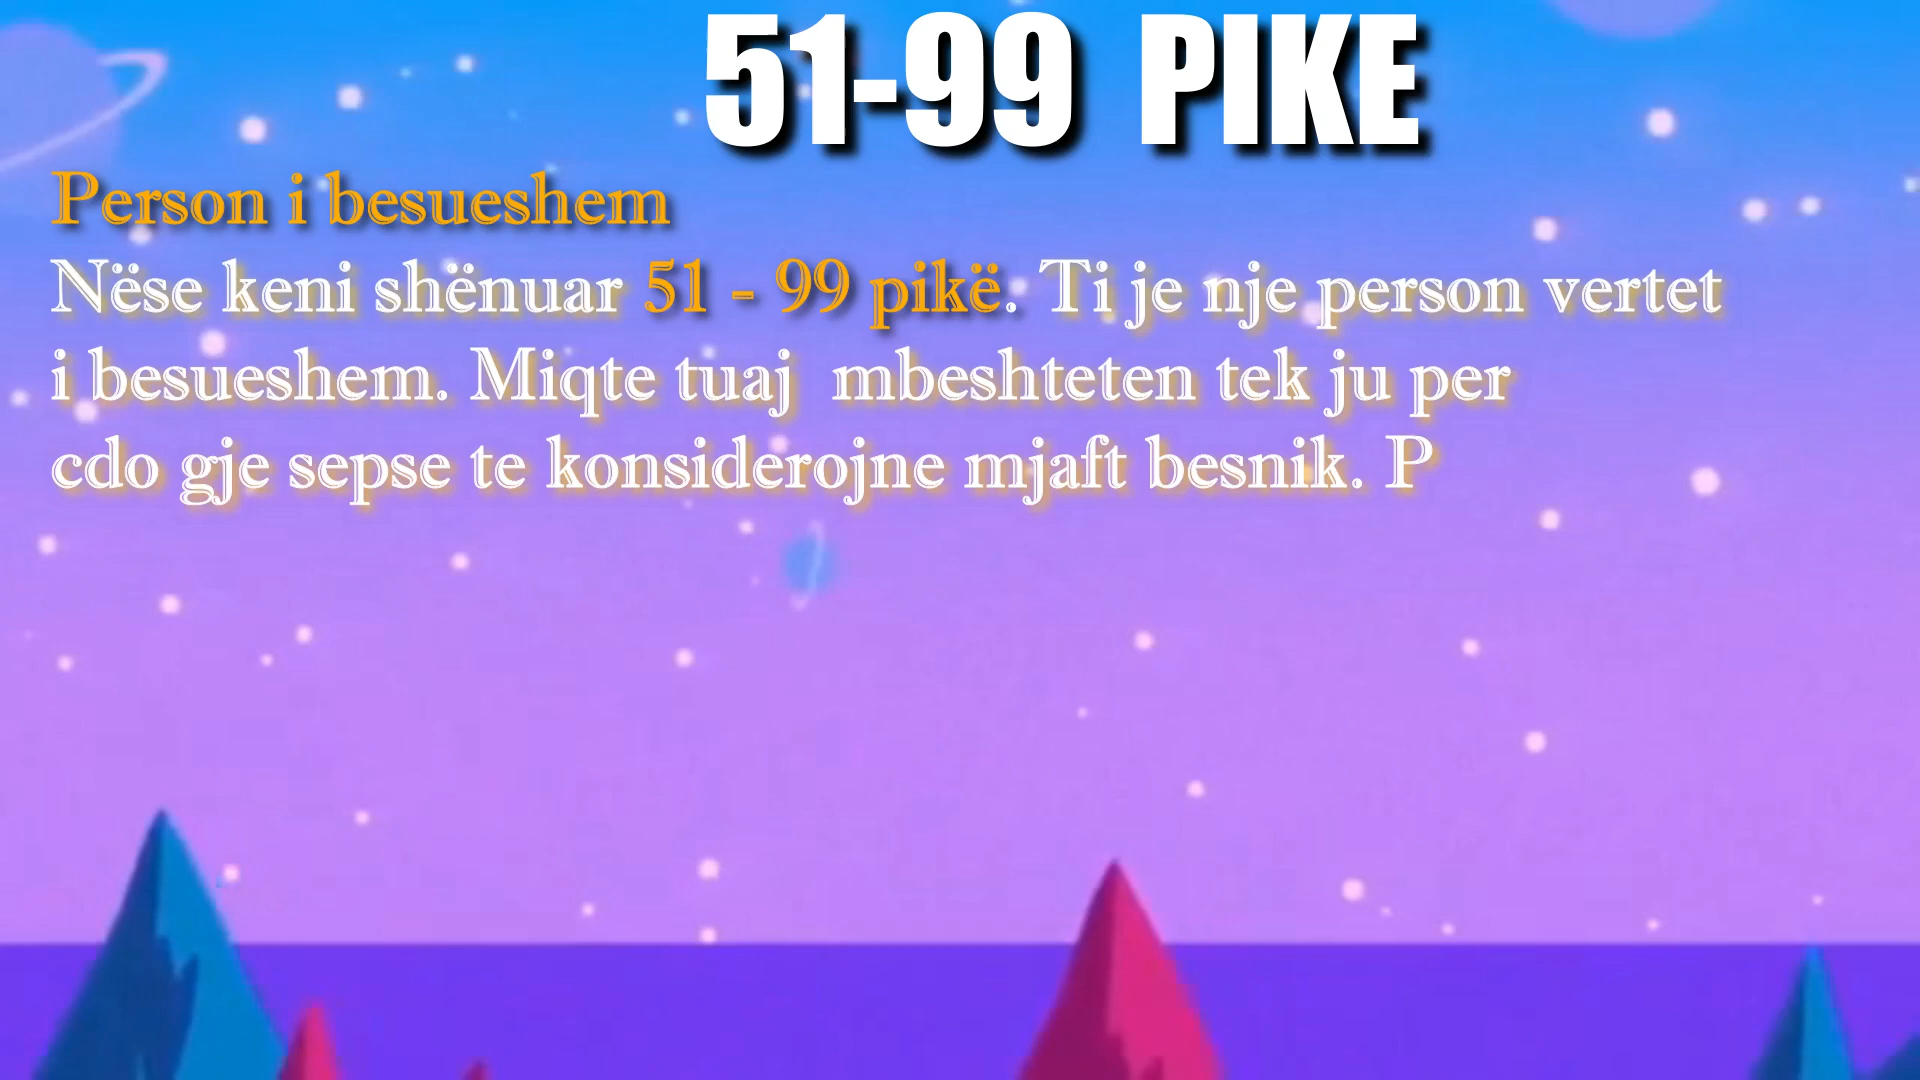 51-99 PIKE
Person i besueshem
Nëse keni shënuar 51 - 99 pikë. Ti je nje person vertet
i besueshem. Miqte tuaj mbeshteten tek ju per
cdo gje sepse te konsiderojne mjaft besnik. P